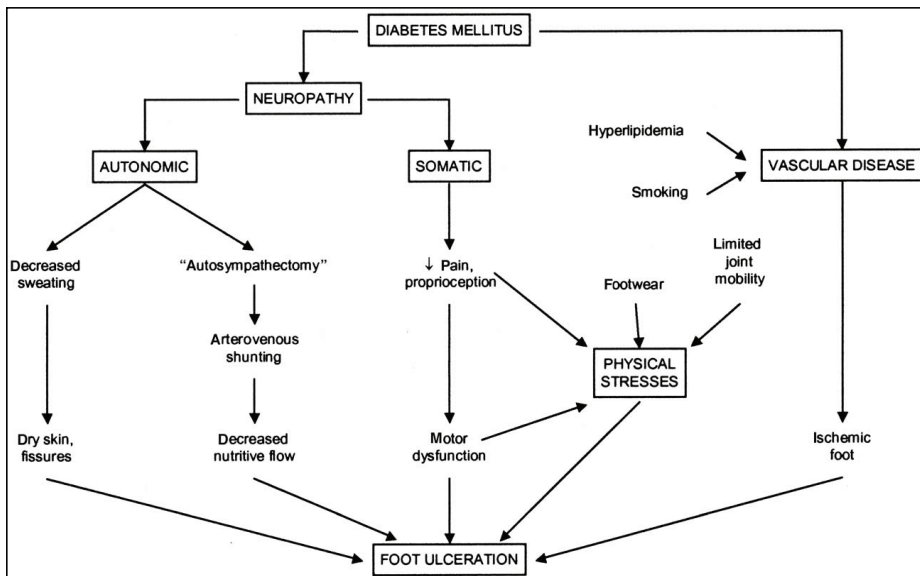 DIABETES MELLITUS
NEUROPATHY
Hyperlipidemia
AUTONOMIC
SOMATIC
VASCULAR DISEASE
Smoking
Decreased
sweating
“Autosympathectomy”
↓ Pain,
proprioception
Footwear
Limited
joint
mobility
Arterovenous
shunting
PHYSICAL
STRESSES
Dry skin,
fissures
Decreased
nutritive flow
Motor
dysfunction
Ischemic
foot
FOOT ULCERATION